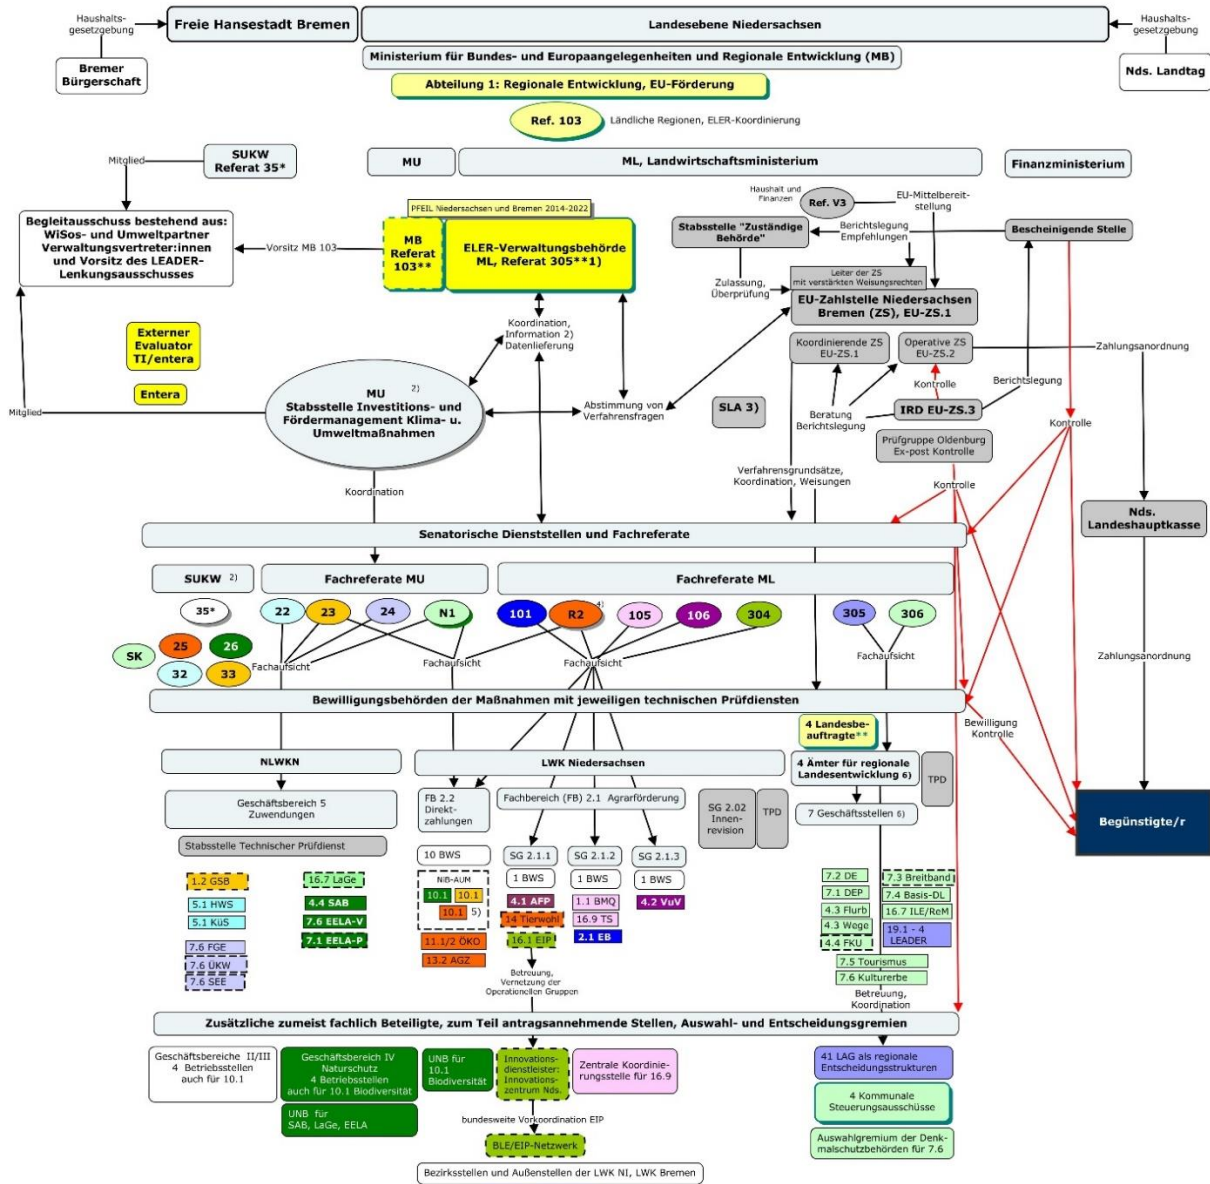 Haushalts-
gesetzgebung
Freie Hansestadt Bremen
Landesebene Niedersachsen
Haushalts-
gesetzgebung
Bremer
Bürgerschaft
Ministerium für Bundes- und Europaangelegenheiten und Regionale Entwicklung (MB)
Nds. Landtag
Abteilung 1: Regionale Entwicklung, EU-Förderung
Ref. 103
Ländliche Regionen, ELER-Koordinierung
Mitglied
SUKW
Referat 35*
MU
ML, Landwirtschaftsministerium
Finanzministerium
Haushalt und
Finanzen
Ref. V3
EU-Mittelbereit-
stellung
PFEIL Niedersachsen und Bremen 2014-2022
Begleitausschuss bestehend aus:
WiSos- und Umweltpartner
Verwaltungsvertreter:innen
und Vorsitz des LEADER-
Lenkungsausschusses
Vorsitz MB 103
MB
Referat
103**
ELER-Verwaltungsbehörde
ML, Referat 305**1)
Stabsstelle "Zuständige
Behörde"
Berichtslegung
Empfehlungen
Bescheinigende Stelle
Zulassung,
Überprüfung
Leiter der ZS
mit verstärkten Weisungsrechten
EU-Zahlstelle Niedersachsen
Bremen (ZS), EU-ZS.1
Externer
Evaluator
TI/entera
Koordination,
Information 2)
Datenlieferung
Koordinierende ZS
EU-ZS.1
Operative ZS
EU-ZS.2
Zahlungsanordnung
Entera
Kontrolle
Berichtslegung
Mitglied
MU 2)
Stabsstelle Investitions- und
Fördermanagement Klima- u.
Umweltmaßnahmen
Abstimmung von
Verfahrensfragen
SLA 3)
Beratung
Berichtslegung
IRD EU-ZS.3
Kontrolle
Prüfgruppe Oldenburg
Ex-post Kontrolle
Verfahrensgrundsätze,
Koordination, Weisungen
Kontrolle
Koordination
Nds.
Landeshauptkasse
Senatorische Dienststellen und Fachreferate
SUKW 2)
Fachreferate MU
Fachreferate ML
35*
22
23
24
N1
101
R2
4)
105
106
304
305
306
SK
25
26
32
33
Fachaufsicht
Fachaufsicht
Fachaufsicht
Fachaufsicht
Zahlungsanordnung
Bewilligungsbehörden der Maßnahmen mit jeweiligen technischen Prüfdiensten
4 Landesbe-
auftragte**
Bewilligung
Kontrolle
NLWKN
LWK Niedersachsen
4 Ämter für regionale
Landesentwicklung 6)
TPD
Geschäftsbereich 5
Zuwendungen
FB 2.2
Direkt-
zahlungen
Fachbereich (FB) 2.1 Agrarförderung
SG 2.02
Innen-
revision
TPD
7 Geschäftsstellen 6)
Begünstigte/r
Stabsstelle Technischer Prüfdienst
10 BWS
SG 2.1.1
SG 2.1.2
SG 2.1.3
1 BWS
1 BWS
1 BWS
1.2 GSB
16.7 LaGe
NiB-AUM
7.2 DE
7.3 Breitband
5.1 HWS
4.4 SAB
10.1
10.1
4.1 AFP
1.1 BMQ
4.2 VuV
7.1 DEP
7.4 Basis-DL
5.1 KüS
7.6 EELA-V
10.1
5)
14 Tierwohl
16.9 TS
4.3 Flurb
16.7 ILE/ReM
7.6 FGE
7.1 EELA-P
11.1/2 ÖKO
16.1 EIP
2.1 EB
4.3 Wege
19.1 - 4
LEADER
7.6 ÜKW
13.2 AGZ
4.4 FKU
7.6 SEE
7.5 Tourismus
7.6 Kulturerbe
Betreuung,
Vernetzung der
Operationellen Gruppen
Betreuung,
Koordination
Zusätzliche zumeist fachlich Beteiligte, zum Teil antragsannehmende Stellen, Auswahl- und Entscheidungsgremien
Geschäftsbereiche II/III
4 Betriebsstellen
auch für 10.1
Geschäftsbereich IV
Naturschutz
4 Betriebsstellen
auch für 10.1 Biodiversität
UNB für
10.1
Biodiversität
Innovations-
dienstleister:
Innovations-
zentrum Nds.
Zentrale Koordinie-
rungsstelle für 16.9
41 LAG als regionale
Entscheidungsstrukturen
UNB für
SAB, LaGe, EELA
4 Kommunale
Steuerungsausschüsse
bundesweite Vorkoordination EIP
BLE/EIP-Netzwerk
Auswahlgremium der Denk-
malschutzbehörden für 7.6
Bezirksstellen und Außenstellen der LWK NI, LWK Bremen